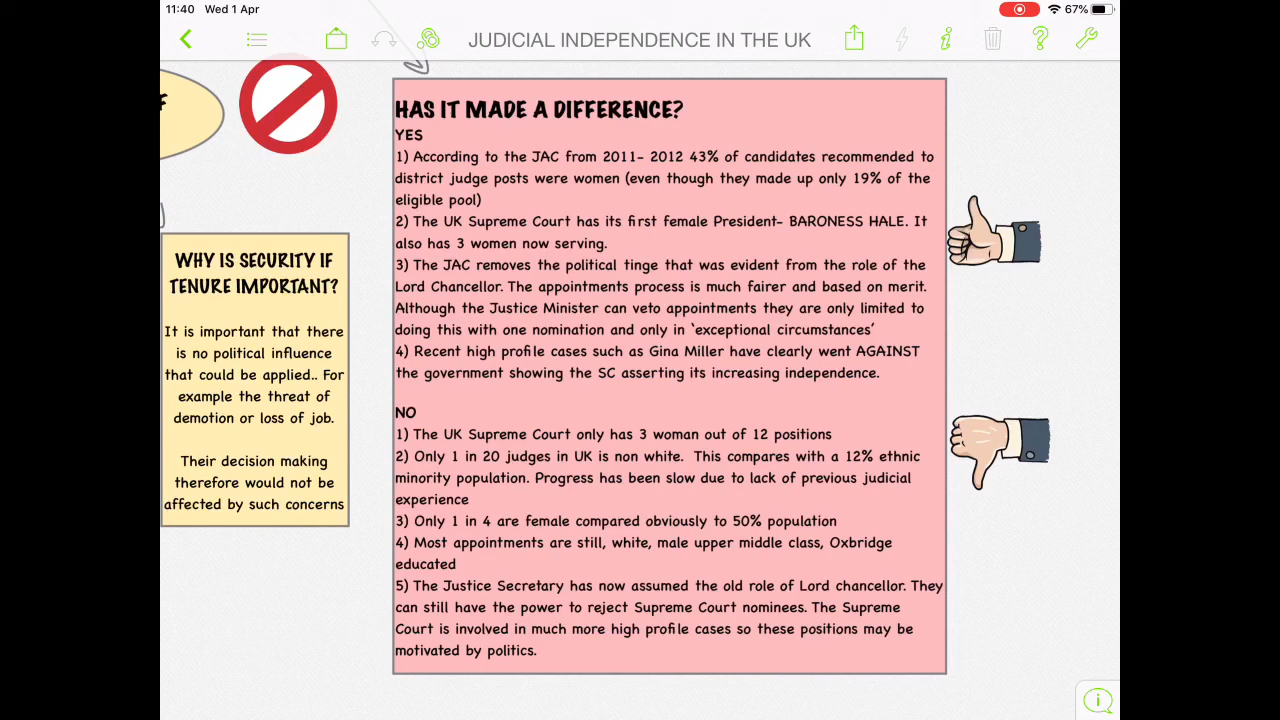 11:40 Wed 1 Apr
67%
JUDICIAL INDEPENDENCE IN THE UK
F
WHY IS SECURITY IF
TENURE IMPORTANT?
It is important that there
is no political influence
that could be applied.. For
example the threat of
demotion or loss of job.
Their decision making
therefore would not be
affected by such concerns
HAS IT MADE A DIFFERENCE?
YES
1) According to the JAC from 2011- 2012 43% of candidates recommended to
district judge posts were women (even though they made up only 19% of the
eligible pool)
2) The UK Supreme Court has its first female President- BARONESS HALE. It
also has 3 women now serving.
3) The JAC removes the political tinge that was evident from the role of the
Lord Chancellor. The appointments process is much fairer and based on merit.
Although the Justice Minister can veto appointments they are only limited to
doing this with one nomination and only in ‘exceptional circumstances’
4) Recent high profile cases such as Gina Miller have clearly went AGAINST
the government showing the SC asserting its increasing independence.
NO
1) The UK Supreme Court only has 3 woman out of 12 positions
2) Only 1 in 20 judges in UK is non white. This compares with a 12% ethnic
minority population. Progress has been slow due to lack of previous judicial
experience
3) Only 1 in 4 are female compared obviously to 50% population
4) Most appointments are still, white, male upper middle class, Oxbridge
educated
5) The Justice Secretary has now assumed the old role of Lord chancellor. They
can still have the power to reject Supreme Court nominees. The Supreme
Court is involved in much more high profile cases so these positions may be
motivated by politics.